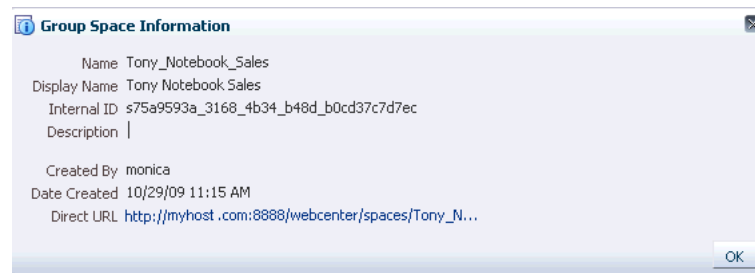 Group Space Information
Name Tony_Notebook_Sales
Display Name Tony Notebook Sales
Internal ID s75a9593a_3168_4b34_b48d_b0cd37c7d7ec
Description
Created By monica
Date Created 10/29/09 11:15 AM
Direct URL http://myhost.com:8888/webcenter/spaces/Tony_N...
OK